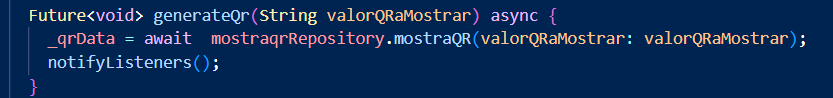 Future<void> generateQr(String valorQRaMostrar) async {
_qrData = await  mostraqrRepository.mostraQR(valorQRaMostrar: valorQRaMostrar);
notifyListeners();
}